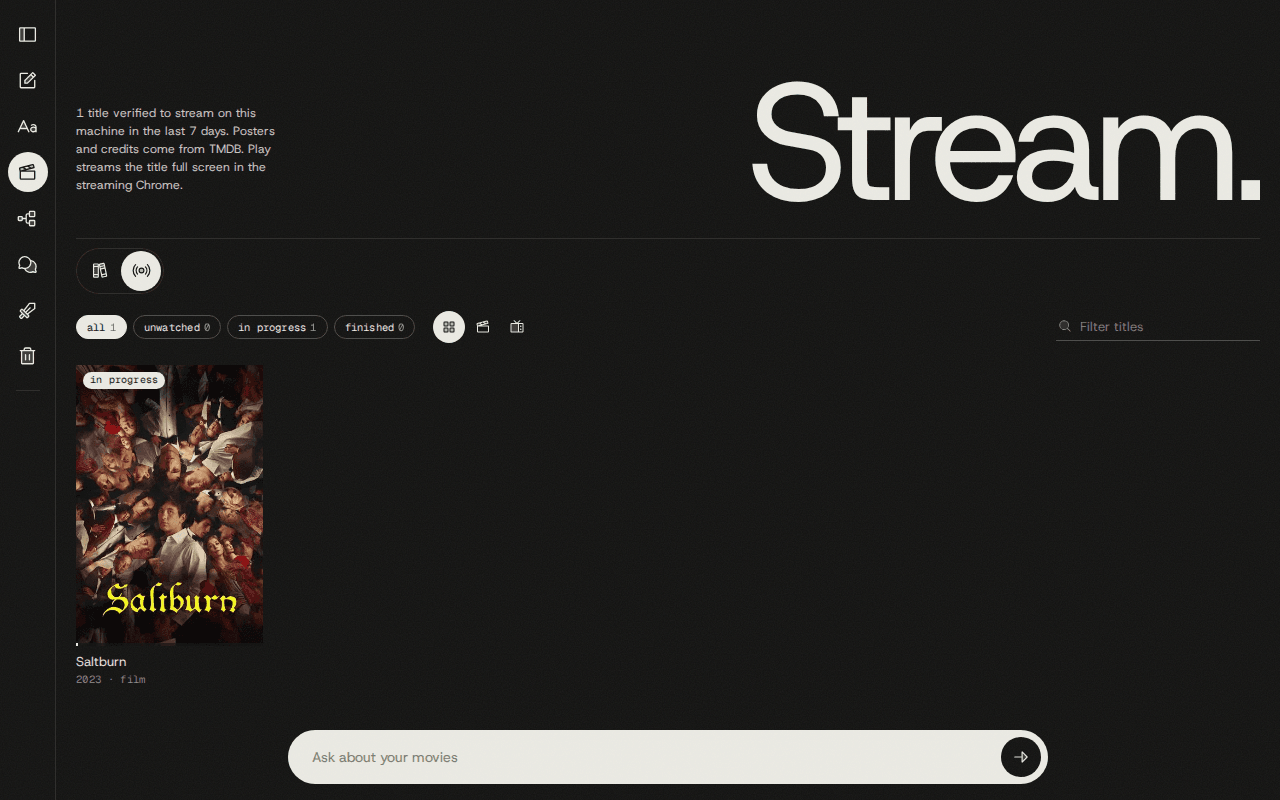 Aa
1 title verified to stream on this
machine in the last 7 days. Posters
and credits come from TMDB. Play
streams the title full screen in the
streaming Chrome.
Stream.
all 1
unwatched 0
in progress 1
finished 0
Filter titles
in progress
Saltburn
Saltburn
2023 · film
Ask about your movies